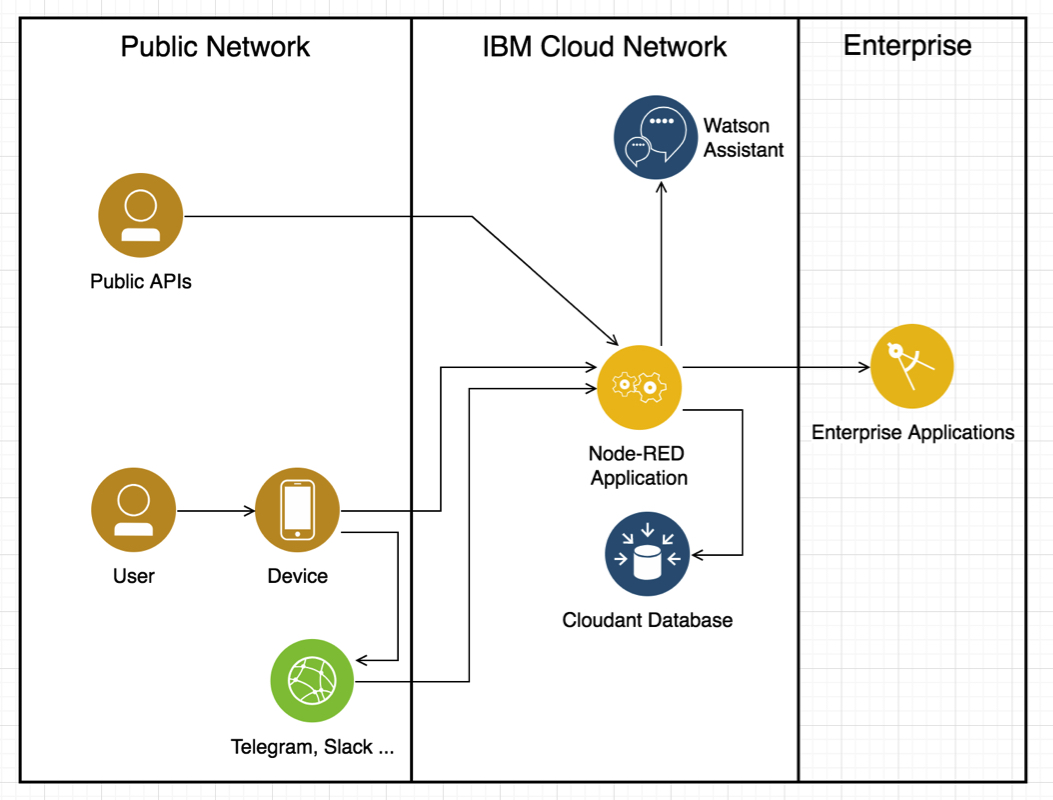 Public Network
IBM Cloud Network
Enterprise
Watson
Assistant
Public APIs
Enterprise Applications
Node-RED
Application
User
Device
Cloudant Database
Telegram, Slack ...